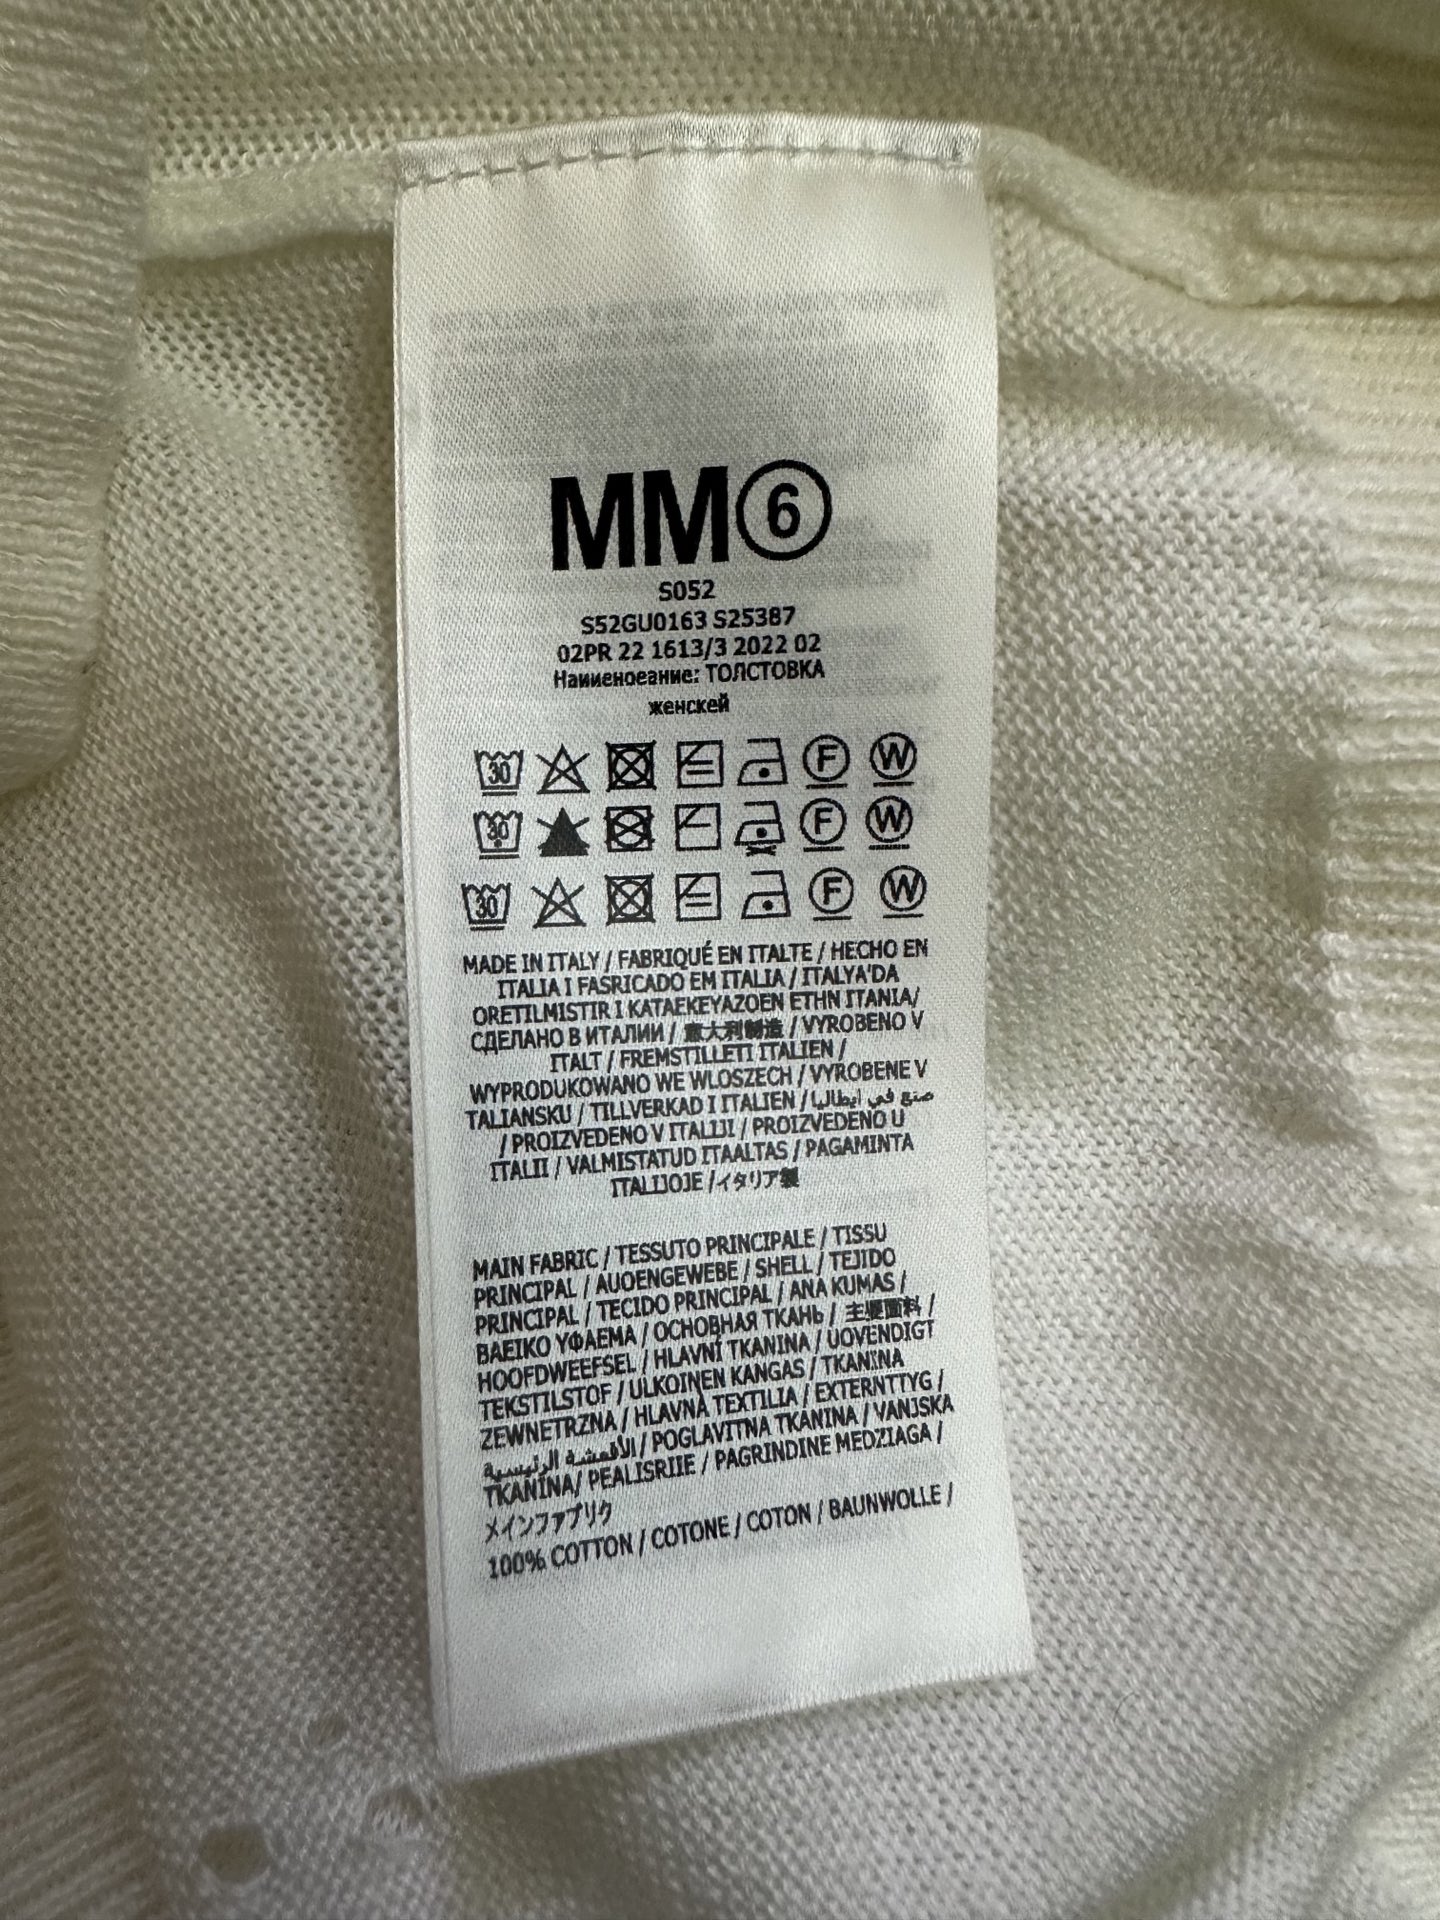 MM⑥
S052
S52GU0163 S25387
02PR 22 1613/3 2022 02
Наииеноеание: ТОЛСТОВКА
женскей
30 F W
30 F W
30 F W
MADE IN ITALY / FABRIQUÉ EN ITALTE / HECHO EN
ITALIA I FASRICADO EM ITALIA / ITALYA'DA
ORETILMISTIR I KATAEKEYAZOEN ETHN ITANIA/
СДЕЛАНО В ИТАЛИИ / 意大利制造 / VYROBENO V
ITALT / FREMSTILLETI ITALIEN /
WYPRODUKOWANO WE WLOSZECH / VYROBENE V
TALIANSKU / TILLVERKAD I ITALIEN / صنع في ايطاليا
/ PROIZVEDENO V ITALIJI / PROIZVEDENO U
ITALII / VALMISTATUD ITAALTAS / PAGAMINTA
ITALIJOJE /イタリア製
MAIN FABRIC / TESSUTO PRINCIPALE / TISSU
PRINCIPAL / AUOENGEWEBE / SHELL / TEJIDO
PRINCIPAL / TECIDO PRINCIPAL / ANA KUMAS /
ВАЕІКО УФАЕМА / ОСНОВНАЯ ТКАНЬ / 主要面料 /
HOOFDWEEFSEL / HLAVNÍ TKANINA / UOVENDIGT
TEKSTILSTOF / ULKOINEN KANGAS / TKANINA
ZEWNETRZNA / HLAVNÀ TEXTILIA / EXTERNTTYG /
الأقمشة الرئيسية / POGLAVITNA TKANINA / VANJSKA
TKANINA/ PEALISRIIE / PAGRINDINE MEDZIAGA /
メインファブリク
100% COTTON / COTONE / COTON / BAUNWOLLE /